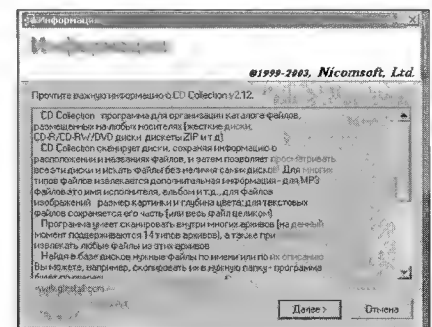 Информация
©1999-2003, Nicomsoft, Ltd.
Прочтите важную информацию о CD Collection v2.12.
CD Collection программа для организации каталога файлов,
размещенных на любых носителях (жесткие диски,
CD-R/CD-RW/DVD диски дискеты ZIP и т д)
CD Collection сканирует диски, сохраняя информацию о
расположении и названиях файлов, и затем позволяет просматривать
все эти диски и искать файлы без наличия самих дисков Для многих
типов файлов извлекается дополнительная информация - для MP3
файлов это имя исполнителя, альбом и т.д., для файлов
изображений размер картинки и глубина цвета; для текстовых
файлов сохраняется его часть (или весь файл целиком)
Программа умеет сканировать внутри многих архивов (на данный
момент поддерживаются 14 типов архивов), а также при
извлекать любые файлы из этих архивов
Найдя в базе дисков нужные файлы по имени или по их описанию
Вы можете, например, скопировать их в нужную папку - программа
Далее >
Отмена